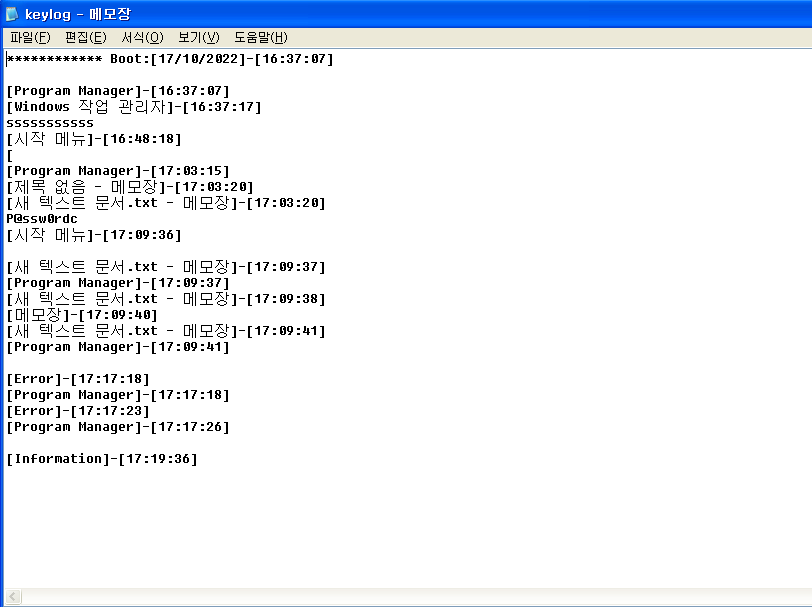 keylog - 메모장
파일(F) 편집(E) 서식(O) 보기(V) 도움말(H)
************ Boot:[17/10/2022]-[16:37:07]
[Program Manager]-[16:37:07]
[Windows 작업 관리자]-[16:37:17]
sssssssssss
[시작 메뉴]-[16:48:18]
[
[Program Manager]-[17:03:15]
[제목 없음 - 메모장]-[17:03:20]
[새 텍스트 문서.txt - 메모장]-[17:03:20]
P@ssw0rdc
[시작 메뉴]-[17:09:36]
[새 텍스트 문서.txt - 메모장]-[17:09:37]
[Program Manager]-[17:09:37]
[새 텍스트 문서.txt - 메모장]-[17:09:38]
[메모장]-[17:09:40]
[새 텍스트 문서.txt - 메모장]-[17:09:41]
[Program Manager]-[17:09:41]
[Error]-[17:17:18]
[Program Manager]-[17:17:18]
[Error]-[17:17:23]
[Program Manager]-[17:17:26]
[Information]-[17:19:36]